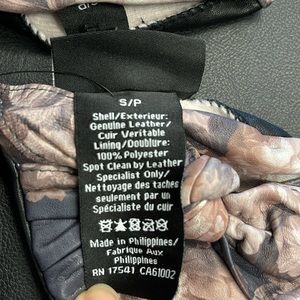 S/P
Shell/Exterieur:
Genuine Leather/
Cuir Veritable
Lining/Doublure:
100% Polyester
Spot Clean by Leather
Specialist Only/
Nettoyage des taches
seulement par un
Spécialiste du cuir
Made in Philippines/
Fabrique Aux
Philippines
RN 17541 CA61002